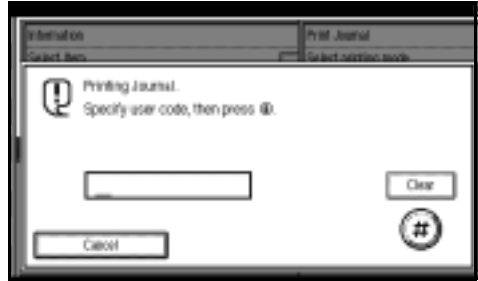 Information
Print Journal
Select item
Select printing mode
Printing Journal.
Specify user code, then press #.
Clear
#
Cancel